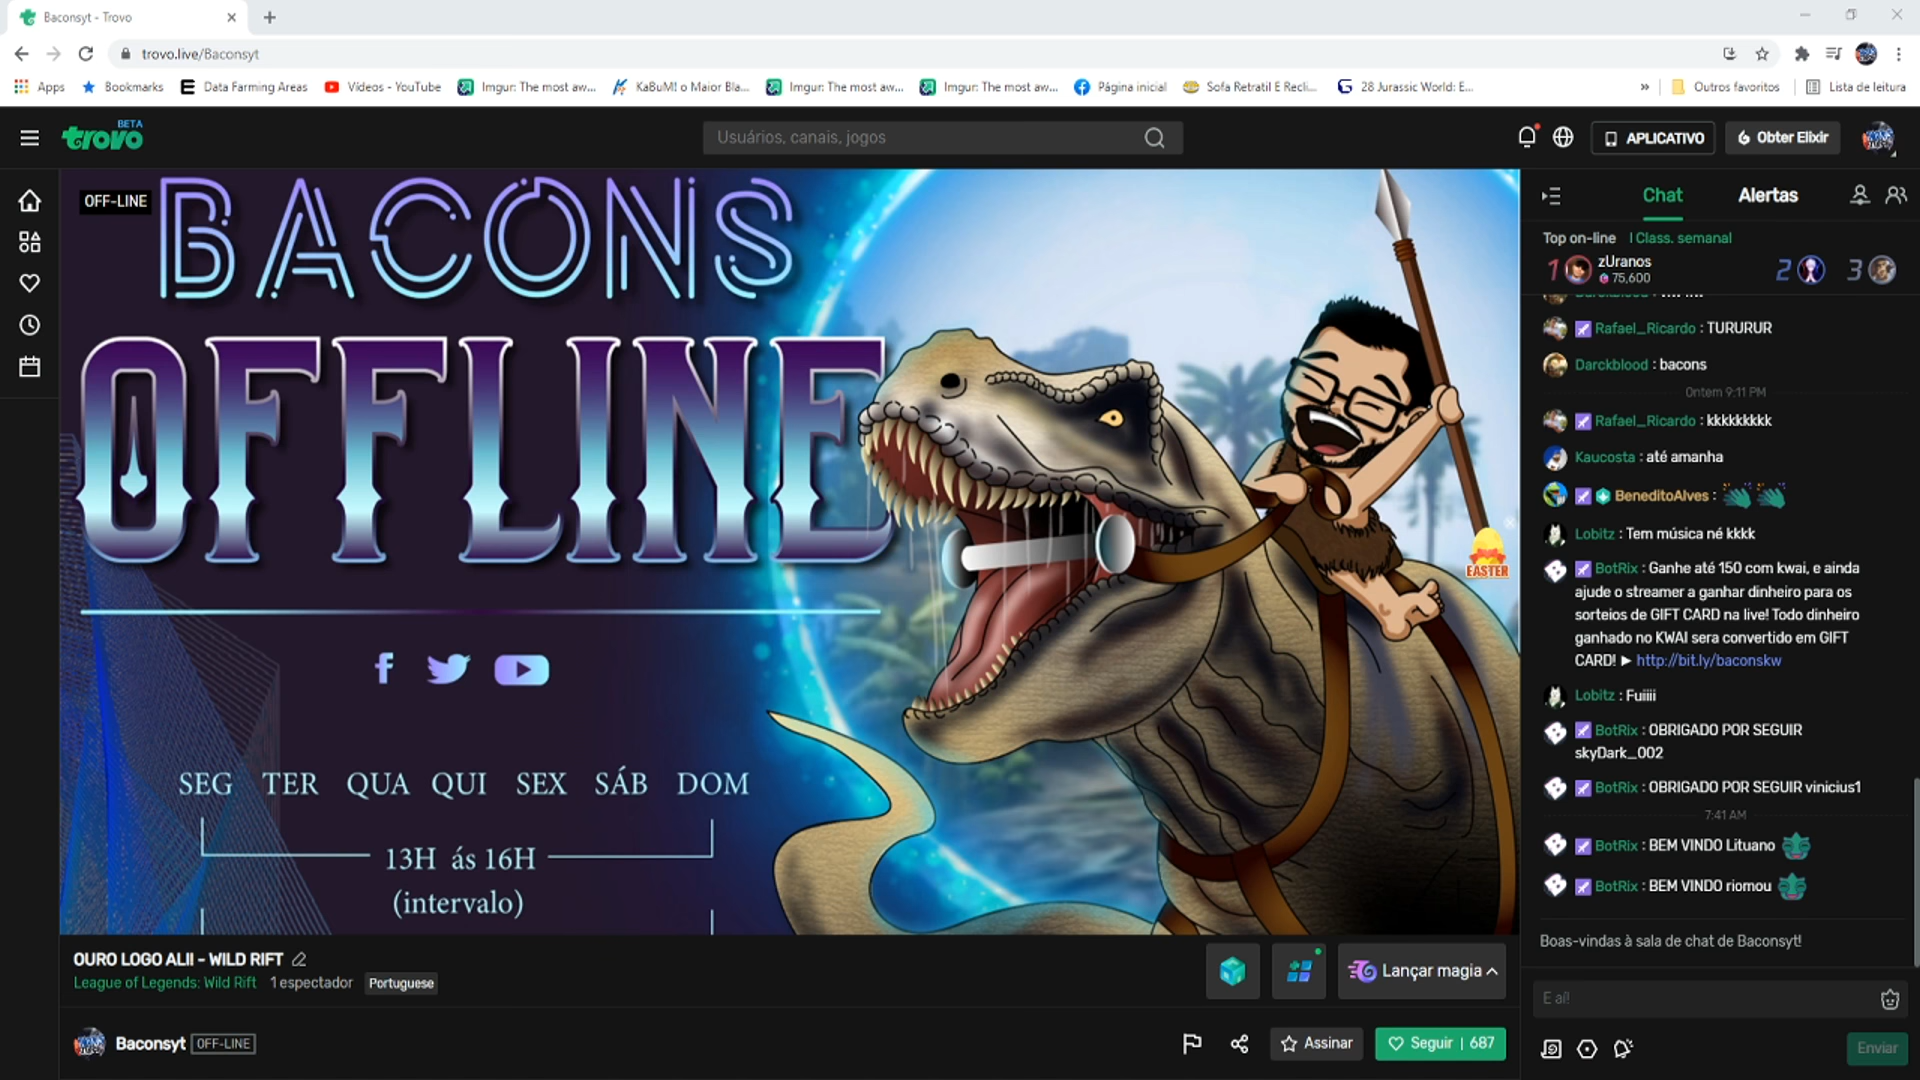 Baconsyt - Trovo
trovo.live/Baconsyt
Apps
Bookmarks
Data Farming Areas
Vídeos - YouTube
Imgur: The most aw...
KaBuM! o Maior Bla...
Imgur: The most aw...
Imgur: The most aw...
Página inicial
Sofa Retratil E Recli...
28 Jurassic World: E...
»
Outros favoritos
Lista de leitura
trovo
BETA
Usuários, canais, jogos
APLICATIVO
Obter Elixir
OFF-LINE
BACONS
OFFLINE
EASTER
SEG TER QUA QUI SEX SÁB DOM
13H ás 16H
(intervalo)
OURO LOGO ALII - WILD RIFT
League of Legends: Wild Rift 1 espectador Portuguese
Lançar magia
Baconsyt OFF-LINE
Assinar
Seguir | 687
Chat
Alertas
Top on-line | Class. semanal
1 zUranos
75,600
2
3
Rafael_Ricardo : TURURUR
Darckblood : bacons
Ontem 9:11 PM
Rafael_Ricardo : kkkkkkkkk
Kaucosta : até amanha
BeneditoAlves :
Lobitz : Tem música né kkkk
BotRix : Ganhe até 150 com kwai, e ainda
ajude o streamer a ganhar dinheiro para os
sorteios de GIFT CARD na live! Todo dinheiro
ganhado no KWAI sera convertido em GIFT
CARD! ► http://bit.ly/baconskw
Lobitz : Fuiiii
BotRix : OBRIGADO POR SEGUIR
skyDark_002
BotRix : OBRIGADO POR SEGUIR vinicius1
7:41 AM
BotRix : BEM VINDO Lituano
BotRix : BEM VINDO riomou
Boas-vindas à sala de chat de Baconsyt!
E aí!
Enviar